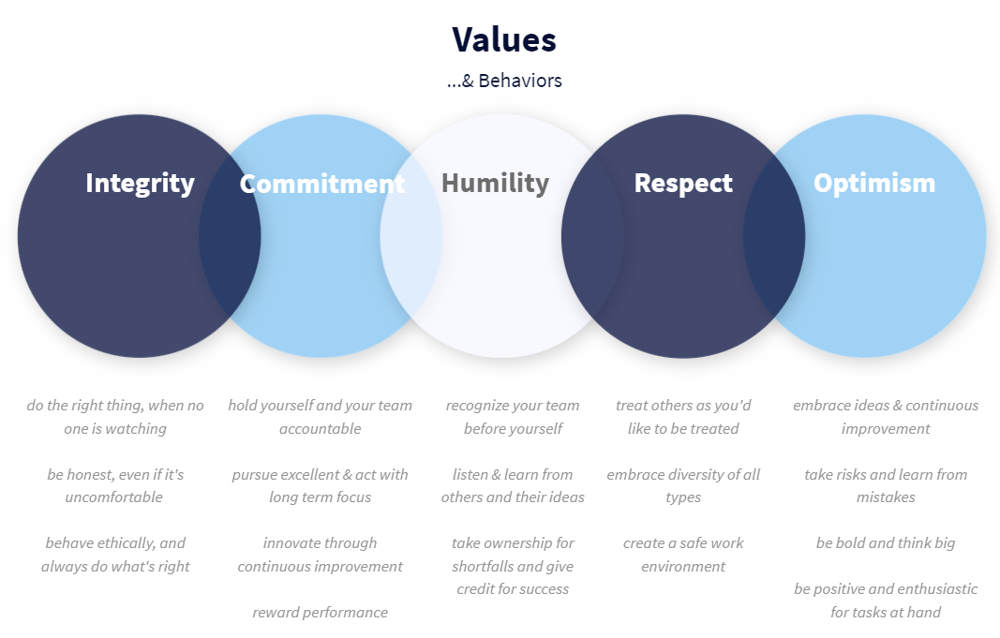 Values
...& Behaviors
Integrity
Commitment
Humility
Respect
Optimism
do the right thing, when no
one is watching
be honest, even if it's
uncomfortable
behave ethically, and
always do what's right
hold yourself and your team
accountable
pursue excellent & act with
long term focus
innovate through
continuous improvement
reward performance
recognize your team
before yourself
listen & learn from
others and their ideas
take ownership for
shortfalls and give
credit for success
treat others as you'd
like to be treated
embrace diversity of all
types
create a safe work
environment
embrace ideas & continuous
improvement
take risks and learn from
mistakes
be bold and think big
be positive and enthusiastic
for tasks at hand